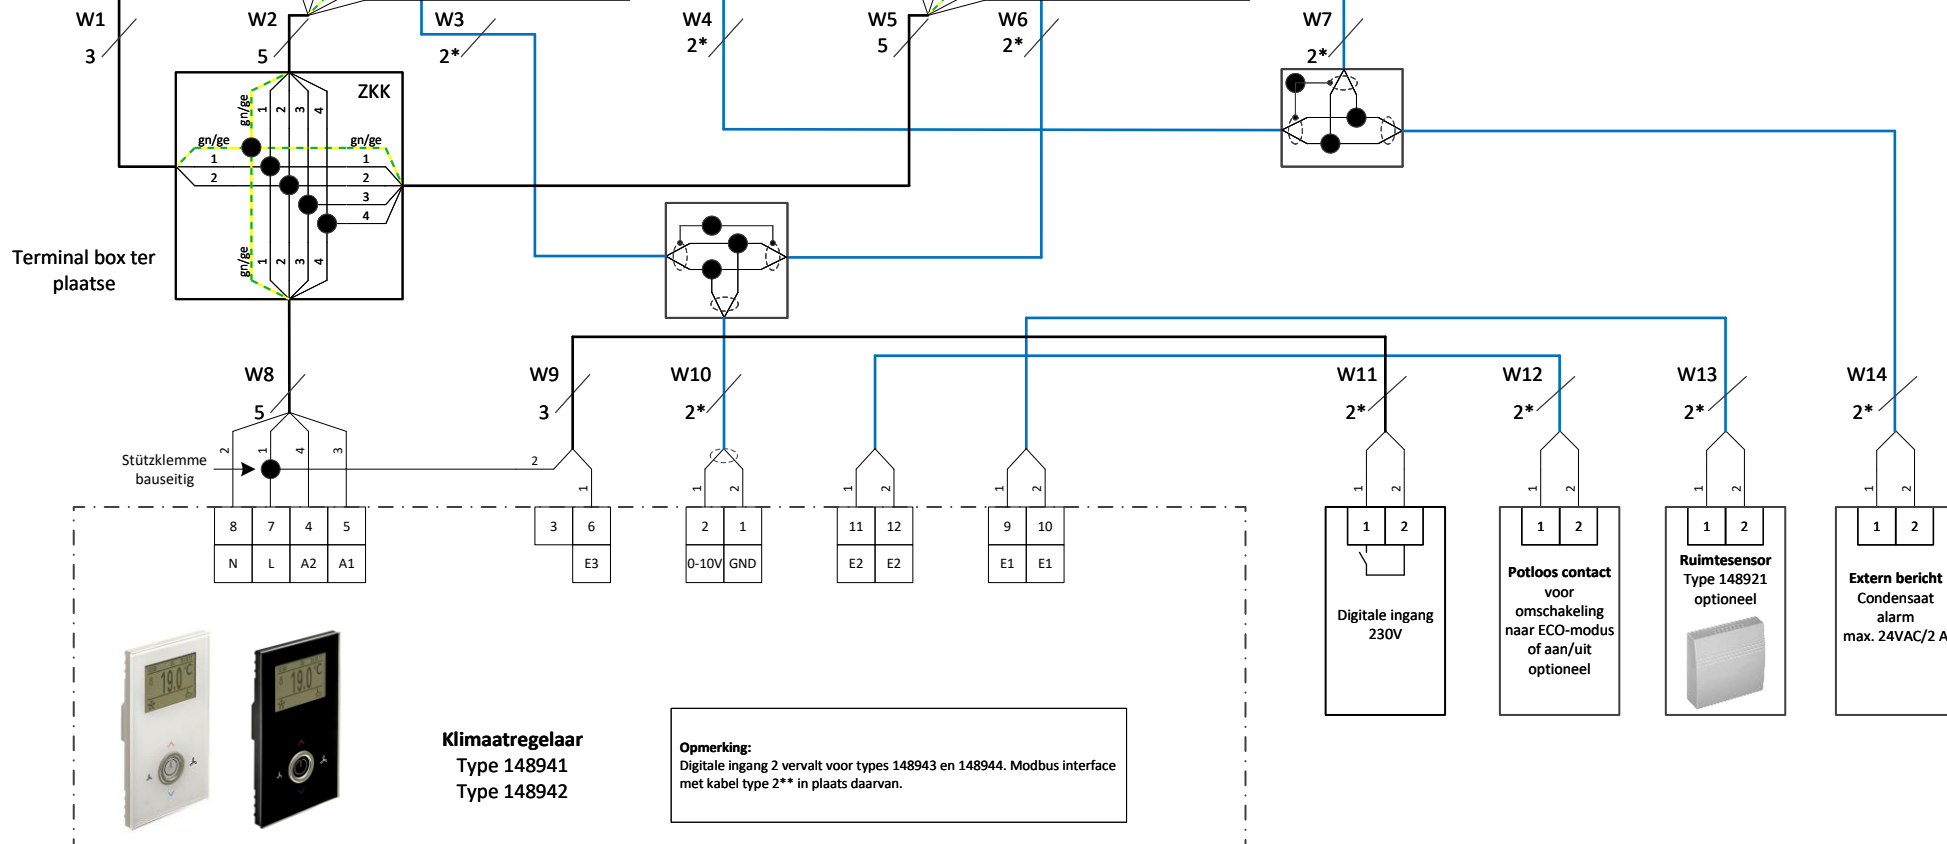 W1
3
W2
5
W3
2*
W4
2*
W5
5
W6
2*
W7
2*
ZKK
gn/ge
1
2
3
4
gn/ge
gn/ge
1
1
2
2
3
4
gn/ge
1
2
3
4
Terminal box ter
plaatse
W8
5
W9
3
W10
2*
W11
2*
W12
2*
W13
2*
W14
2*
Stützklemme
bauseitig
2
1
4
3
2
1
1
2
1
2
1
2
1
2
1
2
1
2
1
2
8
7
4
5
3
6
2
1
11
12
9
10
1
2
1
2
1
2
1
2
N
L
A2
A1
E3
0-10V
GND
E2
E2
E1
E1
Digitale ingang
230V
Potloos contact
voor
omschakeling
naar ECO-modus
of aan/uit
optioneel
Ruimtesensor
Type 148921
optioneel
Extern bericht
Condensaat
alarm
max. 24VAC/2 A
19.0°C
19.0°C
Klimaatregelaar
Type 148941
Type 148942
Opmerking:
Digitale ingang 2 vervalt voor types 148943 en 148944. Modbus interface
met kabel type 2** in plaats daarvan.